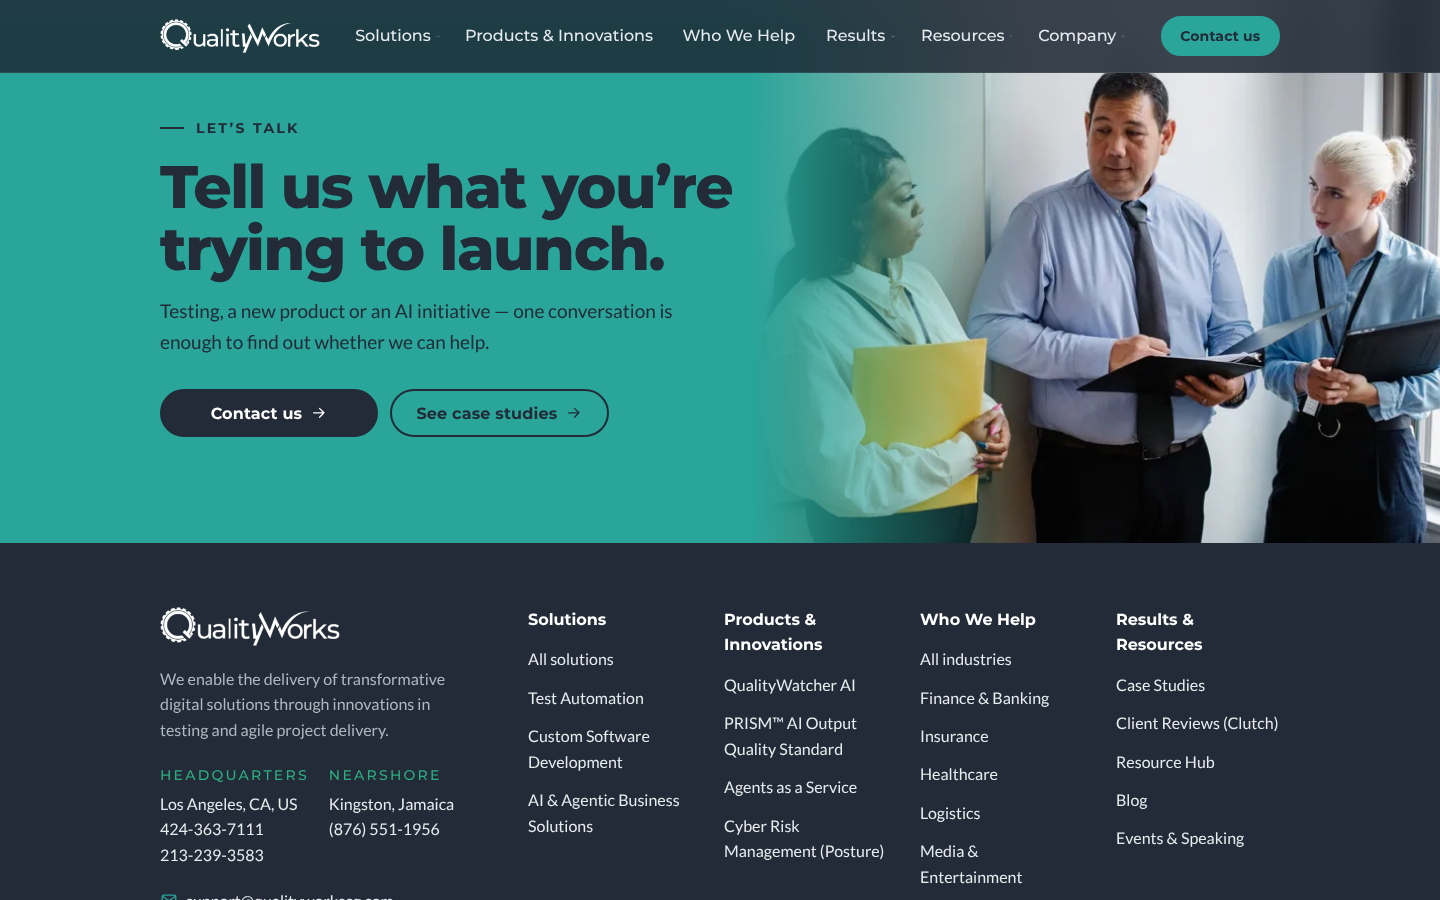 QualityWorks
Solutions
Products & Innovations
Who We Help
Results
Resources
Company
Contact us
LET’S TALK
Tell us what you’re
trying to launch.
Testing, a new product or an AI initiative — one conversation is
enough to find out whether we can help.
Contact us →
See case studies →
QualityWorks
We enable the delivery of transformative
digital solutions through innovations in
testing and agile project delivery.
HEADQUARTERS
Los Angeles, CA, US
424-363-7111
213-239-3583
NEARSHORE
Kingston, Jamaica
(876) 551-1956
Solutions
All solutions
Test Automation
Custom Software
Development
AI & Agentic Business
Solutions
Products &
Innovations
QualityWatcher AI
PRISM™ AI Output
Quality Standard
Agents as a Service
Cyber Risk
Management (Posture)
Who We Help
All industries
Finance & Banking
Insurance
Healthcare
Logistics
Media &
Entertainment
Results &
Resources
Case Studies
Client Reviews (Clutch)
Resource Hub
Blog
Events & Speaking